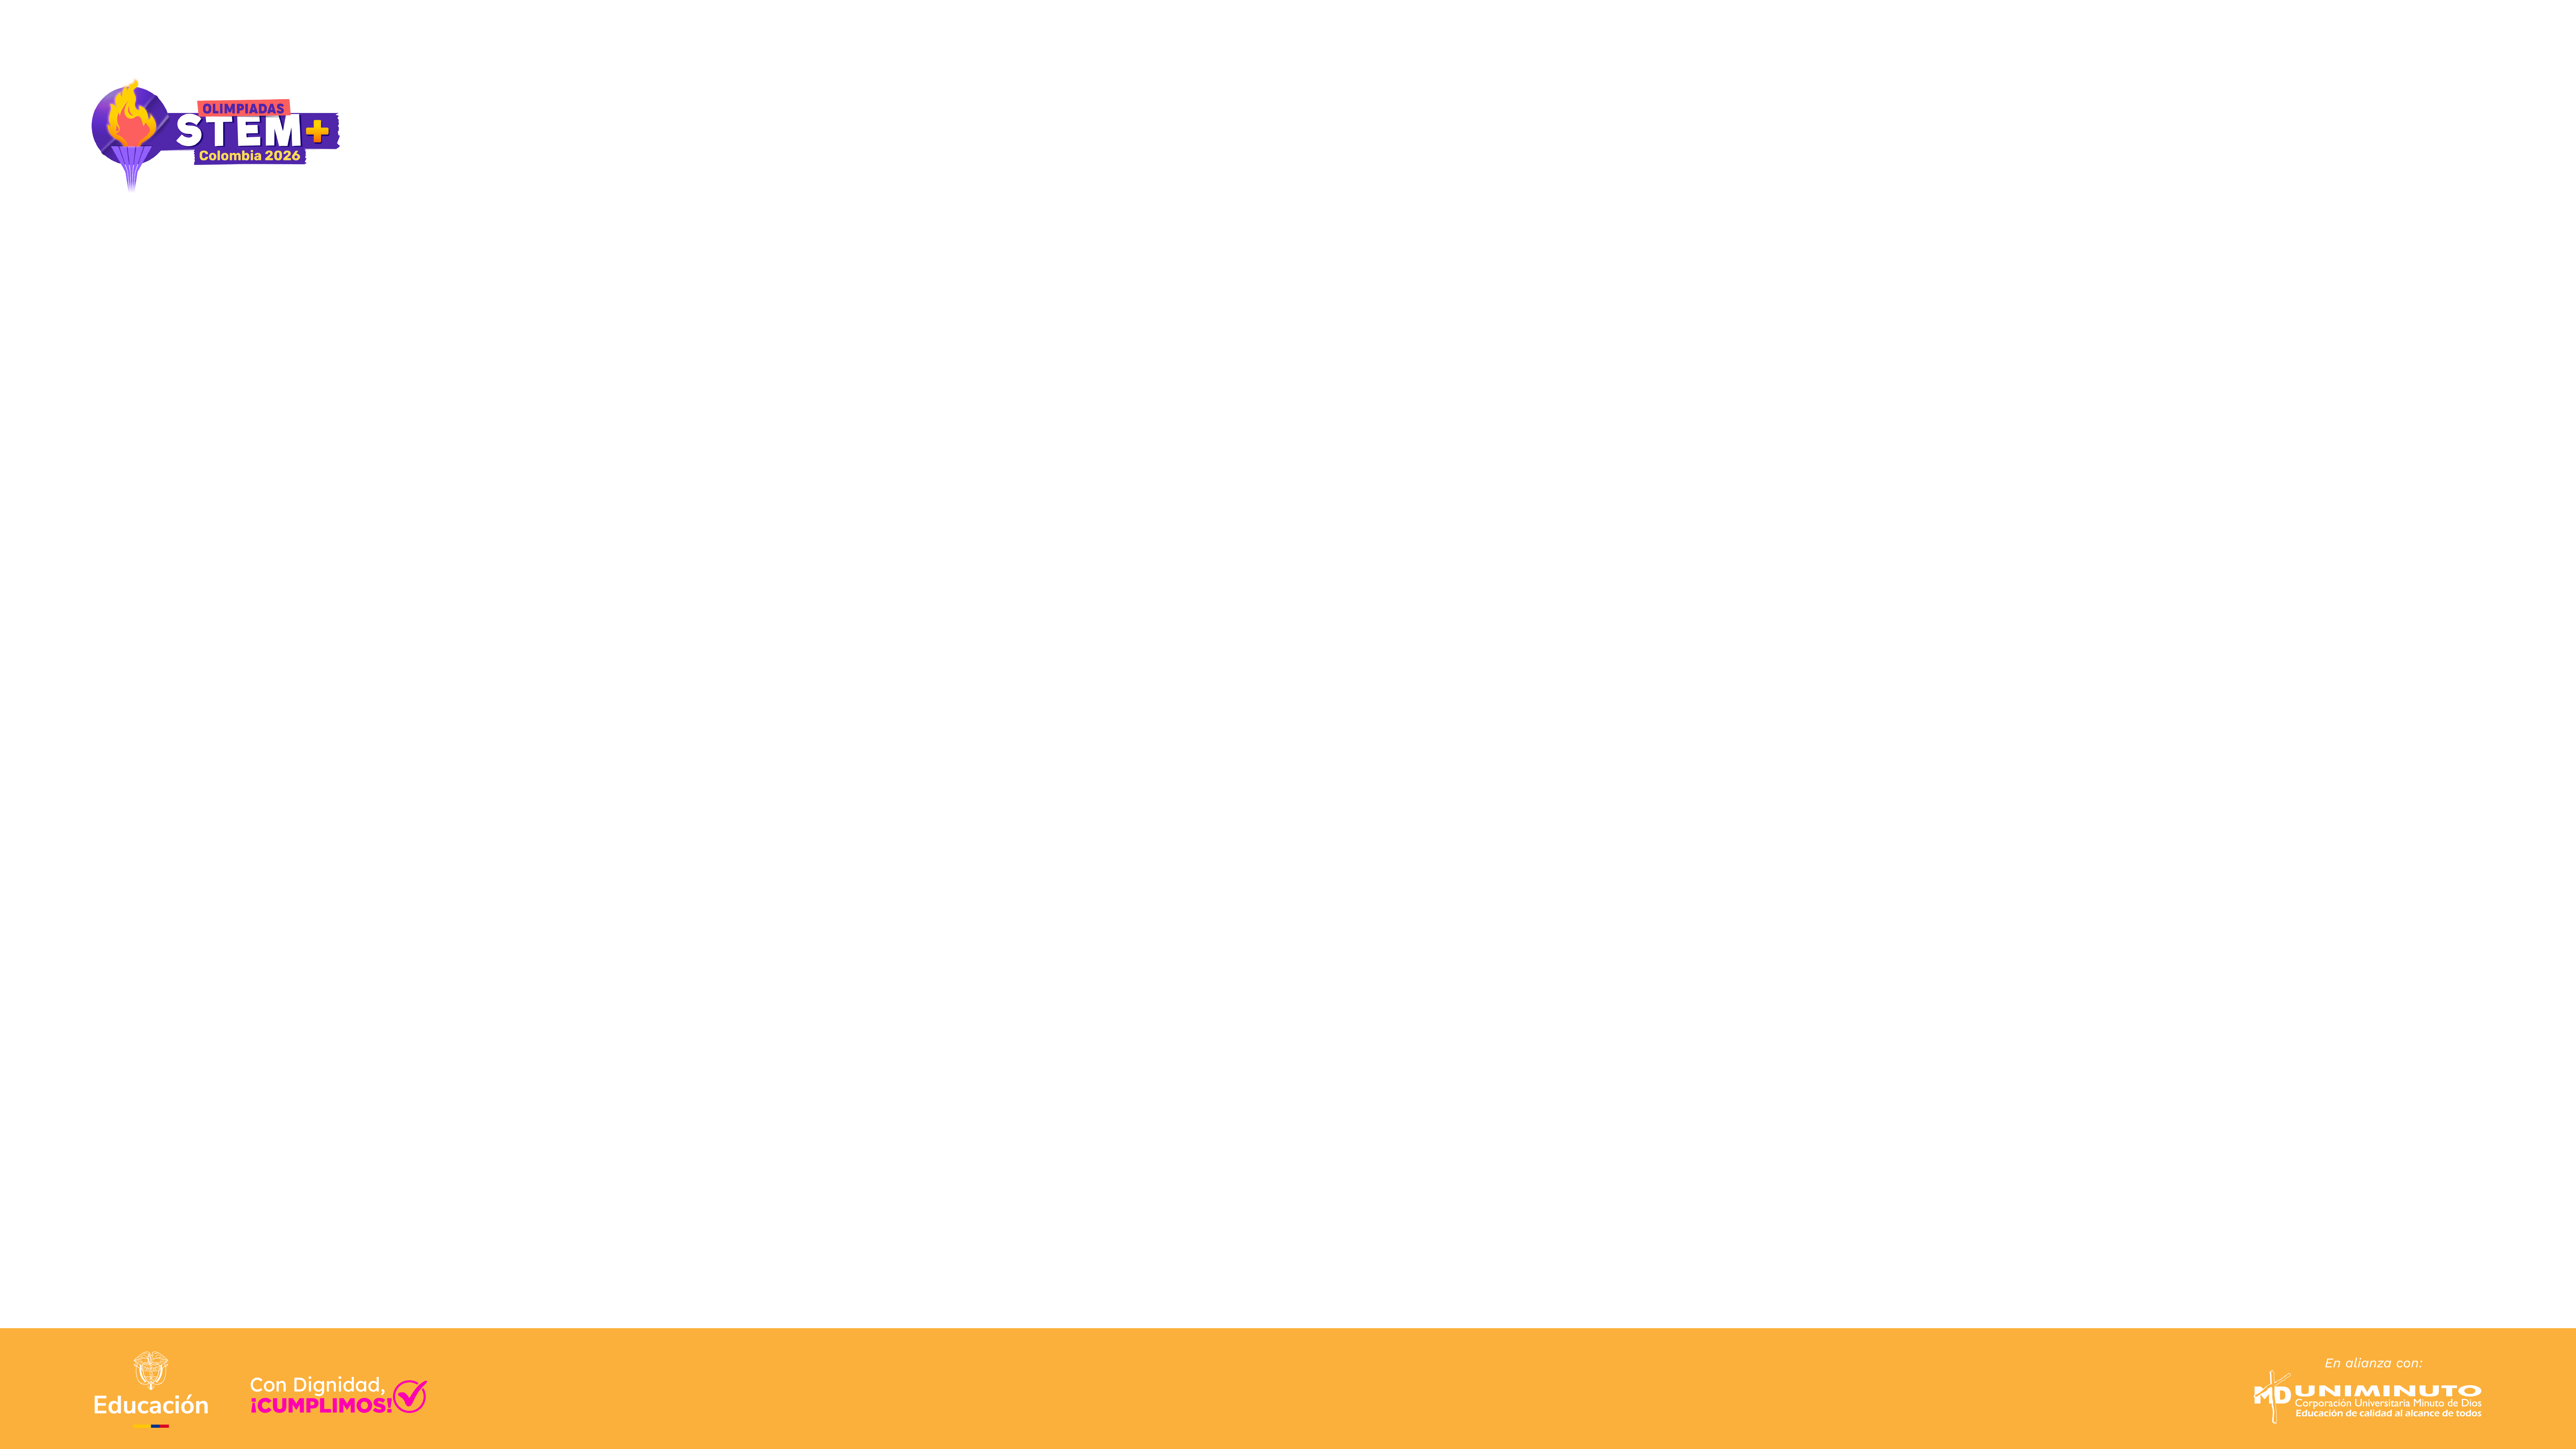 OLIMPIADAS
STEM+
Colombia 2026
Educación
Con Dignidad,
¡CUMPLIMOS!
En alianza con:
MD UNIMINUTO
Corporación Universitaria Minuto de Dios
Educación de calidad al alcance de todos